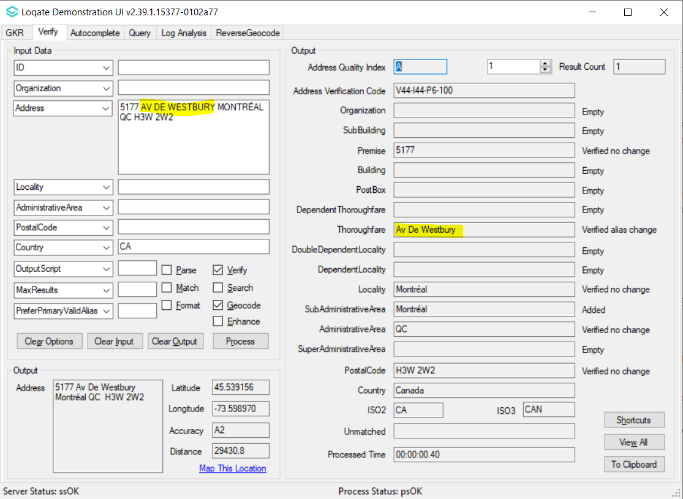 Loqate Demonstration UI v2.39.1.15377-0102a77
GKR Verify Autocomplete Query Log Analysis ReverseGeocode
Input Data
ID
Organization
Address 5177 AV DE WESTBURY MONTRÉAL
QC H3W 2W2
Locality
AdministrativeArea
PostalCode
Country CA
OutputScript Parse Verify
MaxResults Match Search
PreferPrimaryValidAlias Format Geocode
Enhance
Clear Options Clear Input Clear Output Process
Output
Address 5177 Av De Westbury
Montréal QC H3W 2W2
Latitude 45.539156
Longitude -73.598970
Accuracy A2
Distance 29430.8
Map This Location
Output
Address Quality Index A 1 Result Count 1
Address Verification Code V44-I44-P6-100
Organization Empty
SubBuilding Empty
Premise 5177 Verified no change
Building Empty
PostBox Empty
DependentThoroughfare Empty
Thoroughfare Av De Westbury Verified alias change
DoubleDependentLocality Empty
DependentLocality Empty
Locality Montréal Verified no change
SubAdministrativeArea Montréal Added
AdministrativeArea QC Verified no change
SuperAdministrativeArea Empty
PostalCode H3W 2W2 Verified no change
Country Canada
ISO2 CA ISO3 CAN
Unmatched
Processed Time 00:00:00.40
Shortcuts
View All
To Clipboard
Server Status: ssOK Process Status: psOK